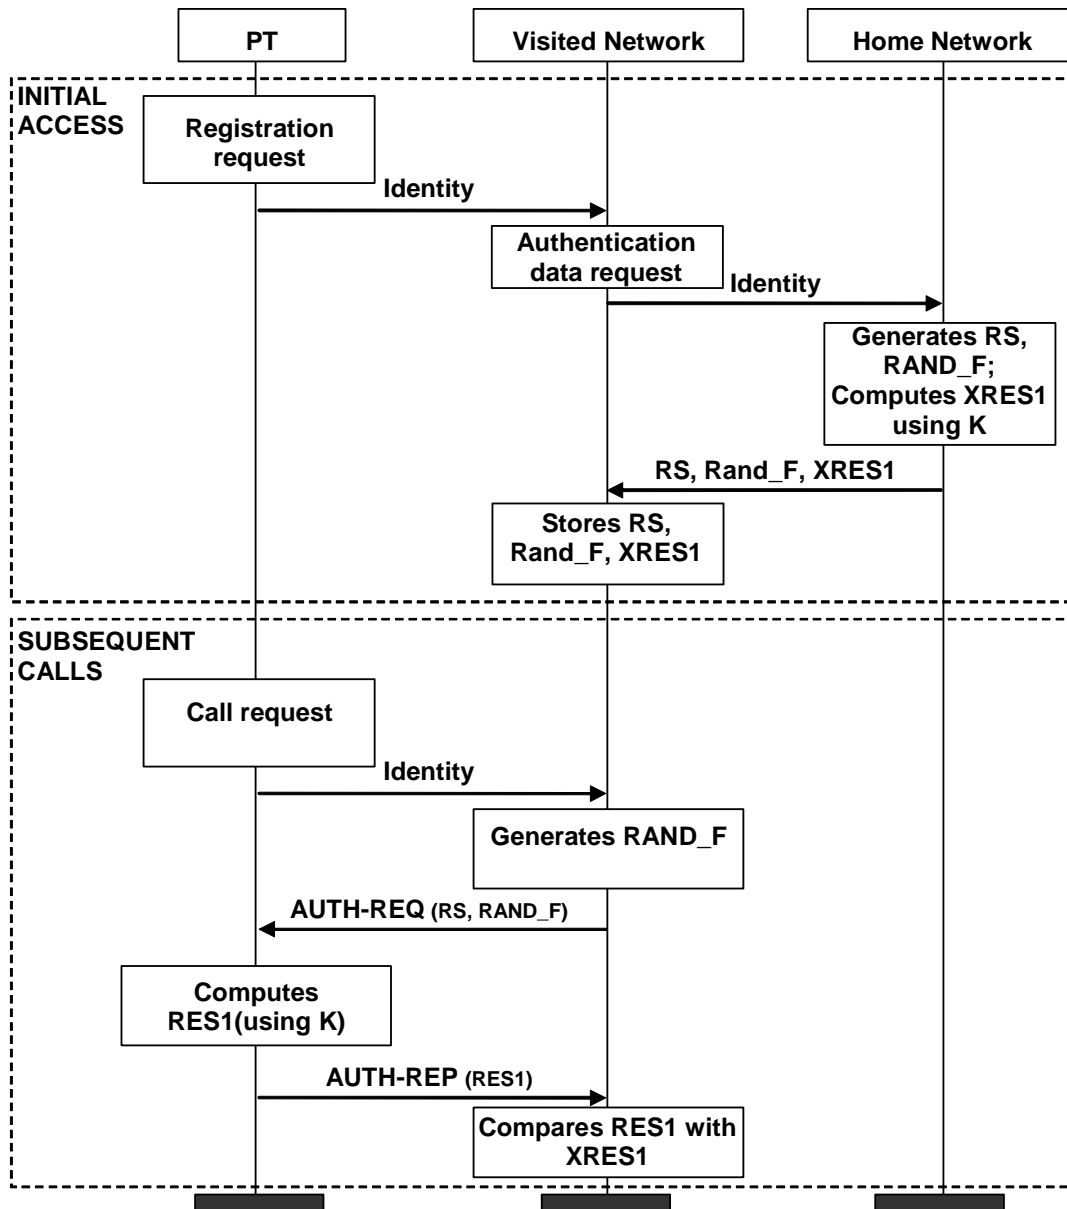 PT
Visited Network
Home Network
INITIAL
ACCESS
Registration
request
Identity
Authentication
data request
Identity
Generates RS,
RAND_F;
Computes XRES1
using K
RS, Rand_F, XRES1
Stores RS,
Rand_F, XRES1
SUBSEQUENT
CALLS
Call request
Identity
Generates RAND_F
AUTH-REQ (RS, RAND_F)
Computes
RES1(using K)
AUTH-REP (RES1)
Compares RES1 with
XRES1